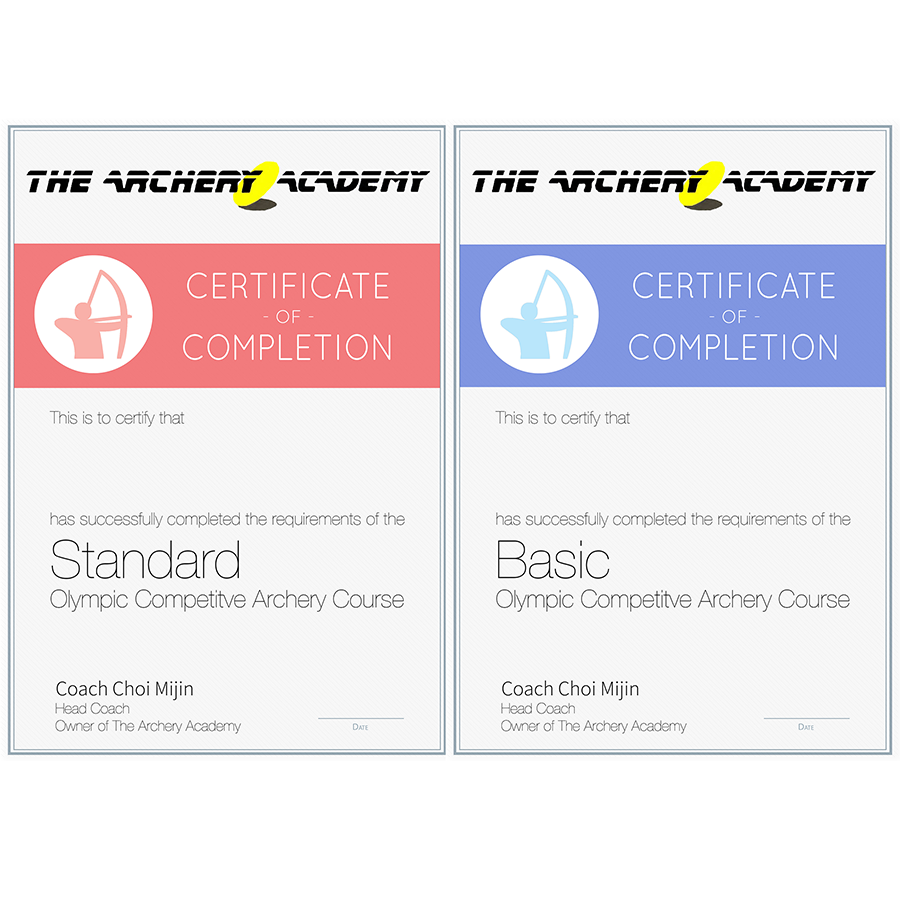 THE ARCHERY ACADEMY
CERTIFICATE
- OF -
COMPLETION
This is to certify that
has successfully completed the requirements of the
Standard
Olympic Competitve Archery Course
Coach Choi Mijin
Head Coach
Owner of The Archery Academy
DATE
THE ARCHERY ACADEMY
CERTIFICATE
- OF -
COMPLETION
This is to certify that
has successfully completed the requirements of the
Basic
Olympic Competitve Archery Course
Coach Choi Mijin
Head Coach
Owner of The Archery Academy
DATE